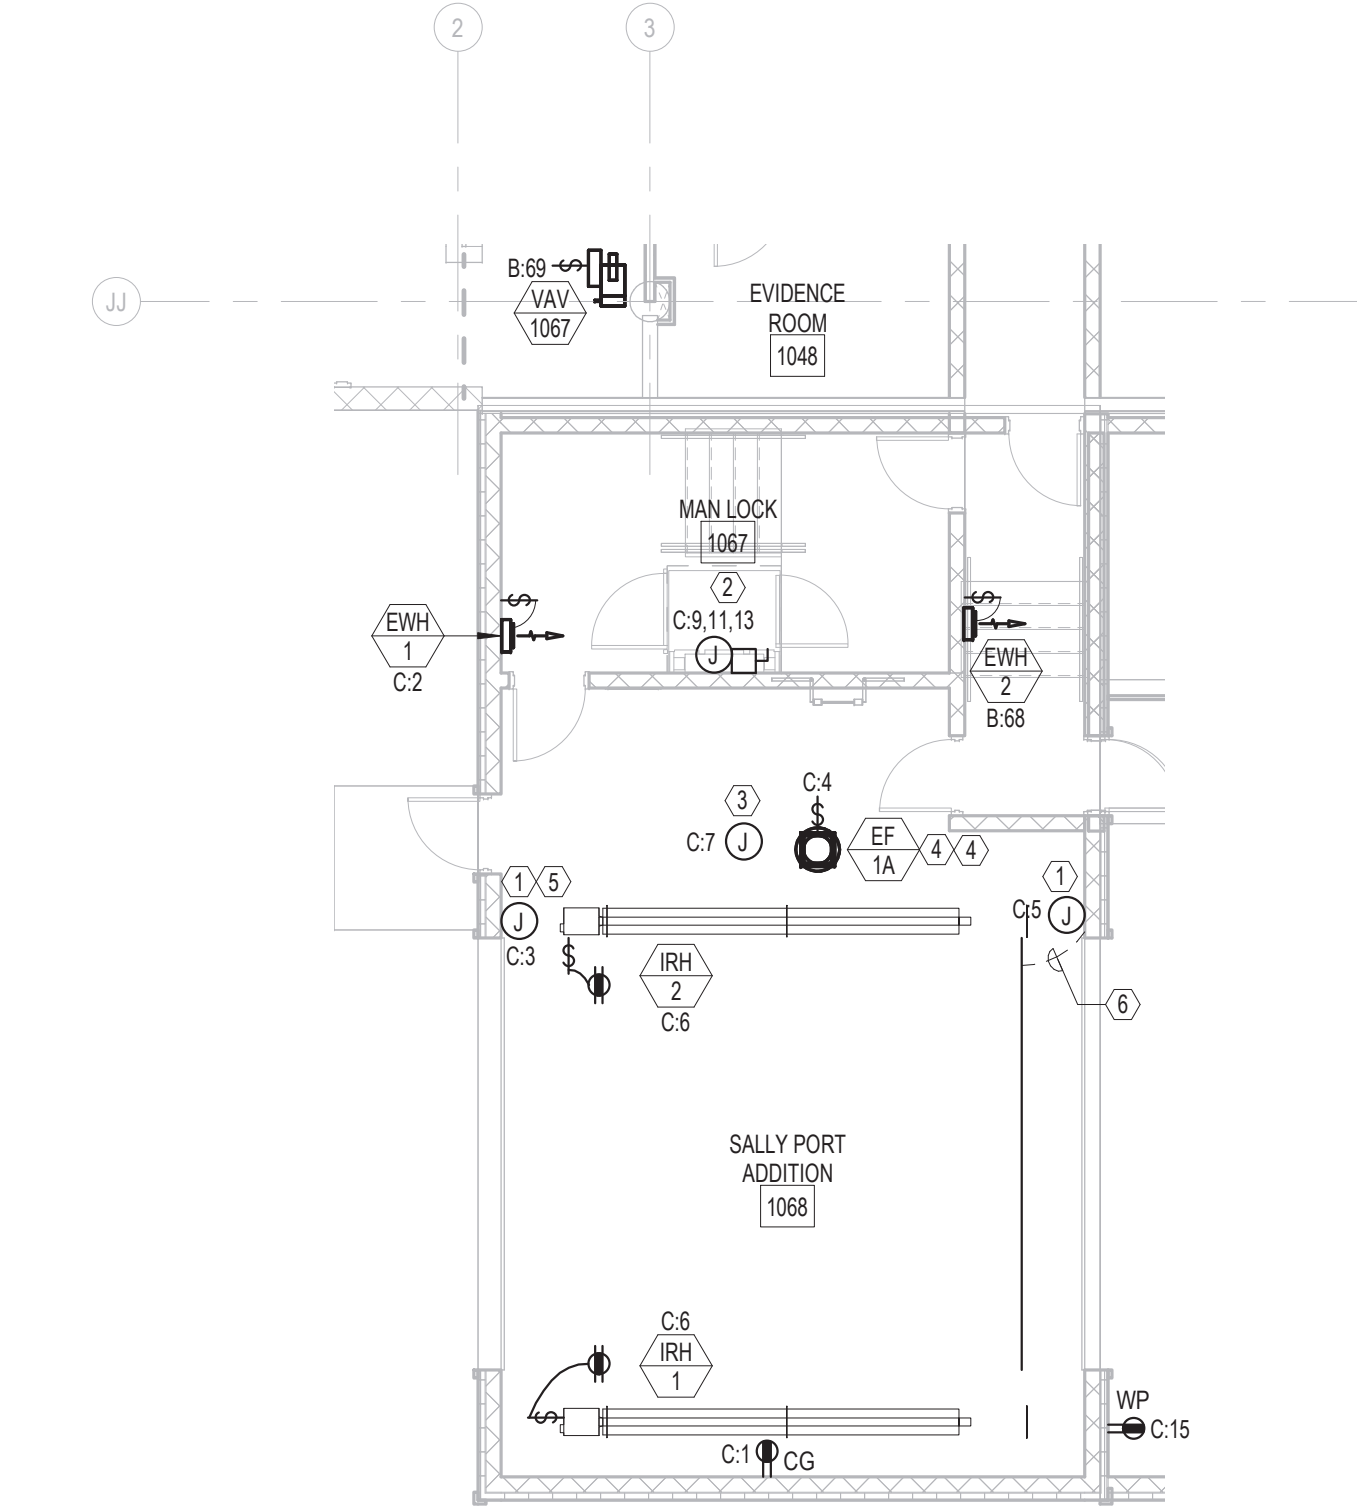 2
3
B:69
VAV
1067
JJ
EVIDENCE
ROOM
1048
MAN LOCK
1067
2
C:9,11,13
J
EWH
1
C:2
EWH
2
B:68
3
C:4
C:7
J
EF
1A
4
4
1
5
J
C:3
1
C:5
J
IRH
2
C:6
6
SALLY PORT
ADDITION
1068
C:6
IRH
1
WP
C:15
C:1
CG